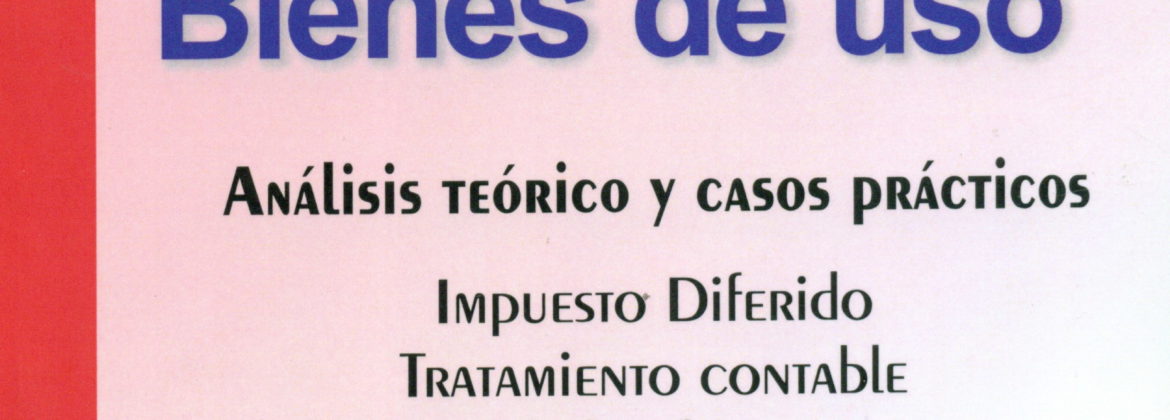 Bienes de uso
Análisis teórico y casos prácticos
Impuesto Diferido
Tratamiento contable